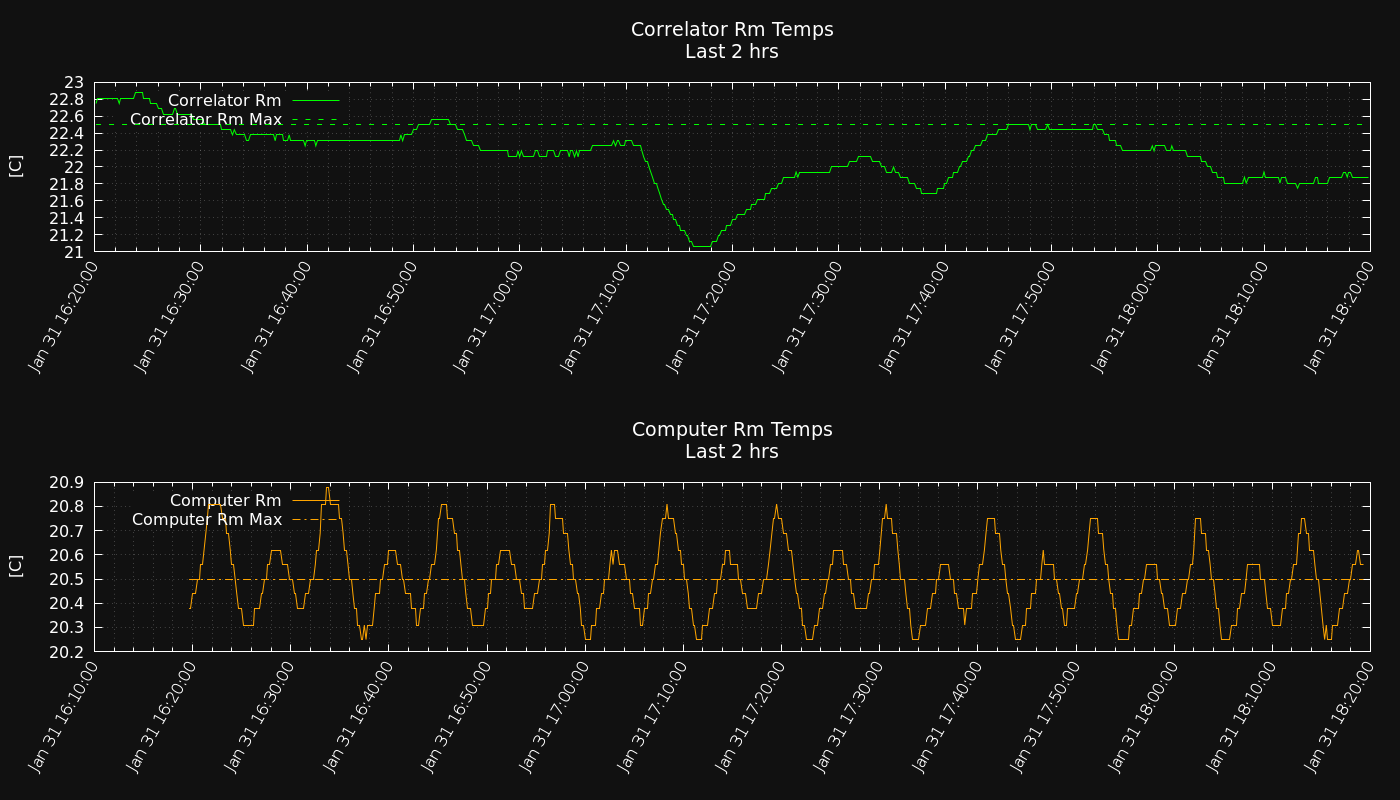 Correlator Rm Temps
Last 2 hrs
[C]
23
22.8
22.6
22.4
22.2
22
21.8
21.6
21.4
21.2
21
Correlator Rm
Correlator Rm Max
Jan 31 16:20:00
Jan 31 16:30:00
Jan 31 16:40:00
Jan 31 16:50:00
Jan 31 17:00:00
Jan 31 17:10:00
Jan 31 17:20:00
Jan 31 17:30:00
Jan 31 17:40:00
Jan 31 17:50:00
Jan 31 18:00:00
Jan 31 18:10:00
Jan 31 18:20:00
Computer Rm Temps
Last 2 hrs
[C]
20.9
20.8
20.7
20.6
20.5
20.4
20.3
20.2
Computer Rm
Computer Rm Max
Jan 31 16:10:00
Jan 31 16:20:00
Jan 31 16:30:00
Jan 31 16:40:00
Jan 31 16:50:00
Jan 31 17:00:00
Jan 31 17:10:00
Jan 31 17:20:00
Jan 31 17:30:00
Jan 31 17:40:00
Jan 31 17:50:00
Jan 31 18:00:00
Jan 31 18:10:00
Jan 31 18:20:00